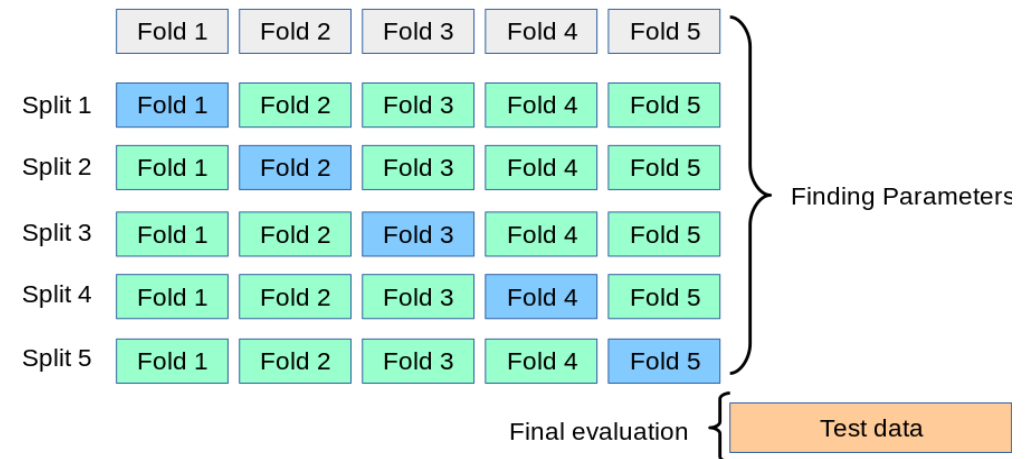 Fold 1 Fold 2 Fold 3 Fold 4 Fold 5
Split 1 Fold 1 Fold 2 Fold 3 Fold 4 Fold 5
Split 2 Fold 1 Fold 2 Fold 3 Fold 4 Fold 5
Finding Parameters
Split 3 Fold 1 Fold 2 Fold 3 Fold 4 Fold 5
Split 4 Fold 1 Fold 2 Fold 3 Fold 4 Fold 5
Split 5 Fold 1 Fold 2 Fold 3 Fold 4 Fold 5
Final evaluation Test data